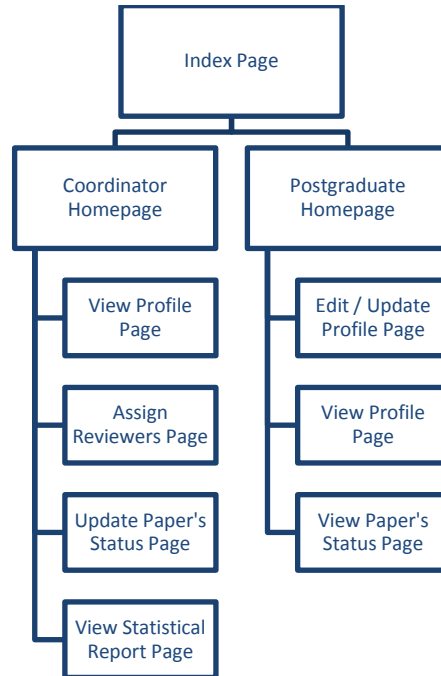 Index Page
Coordinator
Homepage
Postgraduate
Homepage
View Profile
Page
Edit / Update
Profile Page
Assign
Reviewers Page
View Profile
Page
Update Paper's
Status Page
View Paper's
Status Page
View Statistical
Report Page